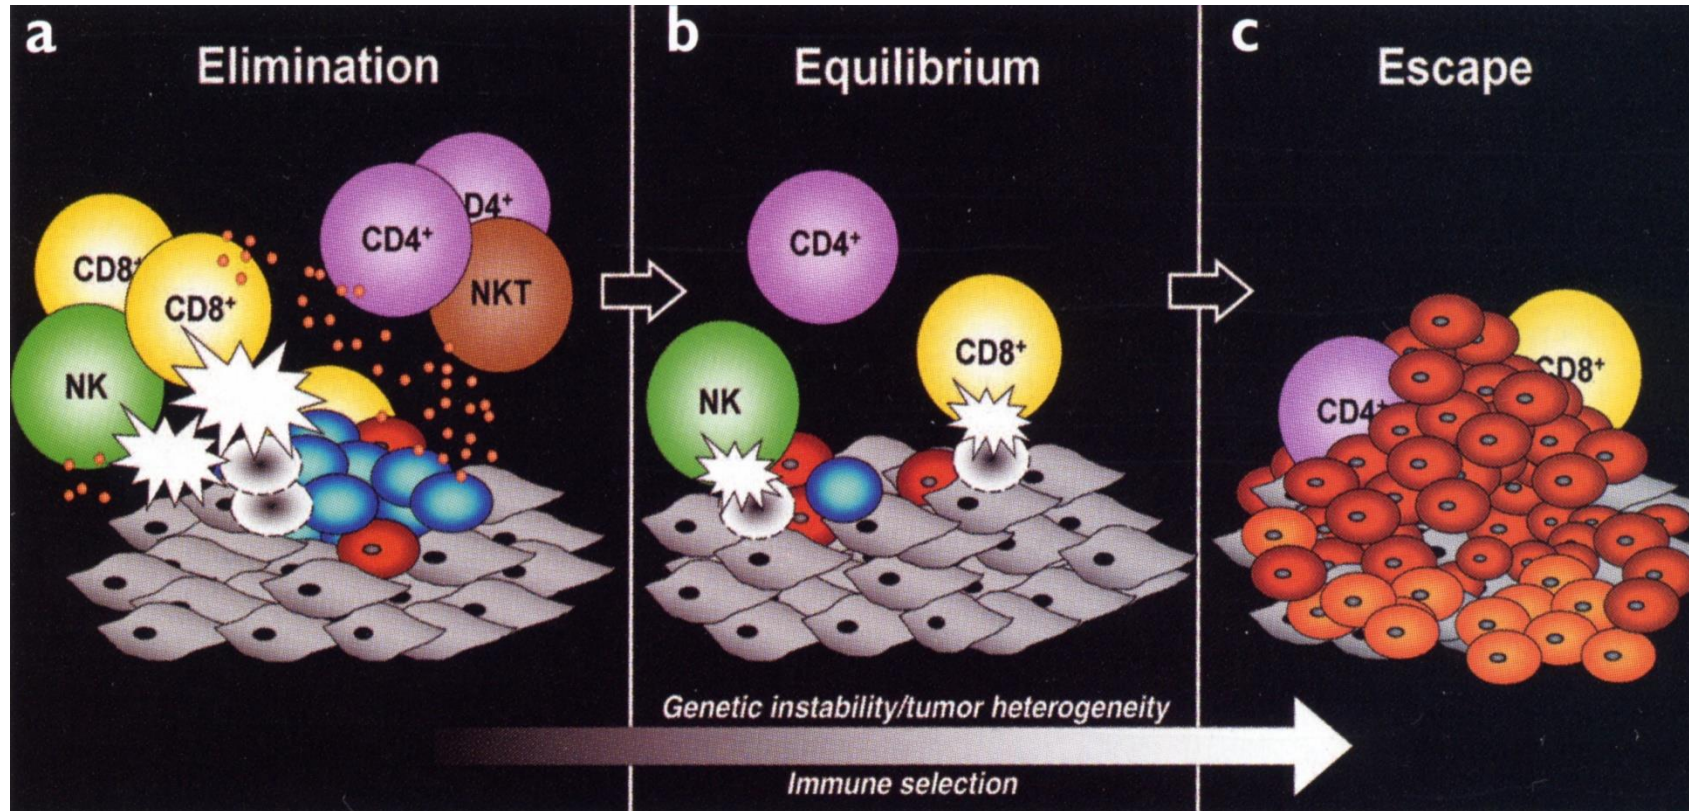 a
Elimination
CD8⁺
CD8⁺
NK
D4⁺
CD4⁺
NKT
b
Equilibrium
CD4⁺
NK
CD8⁺
c
Escape
CD4⁺
CD8⁺
Genetic instability/tumor heterogeneity
Immune selection